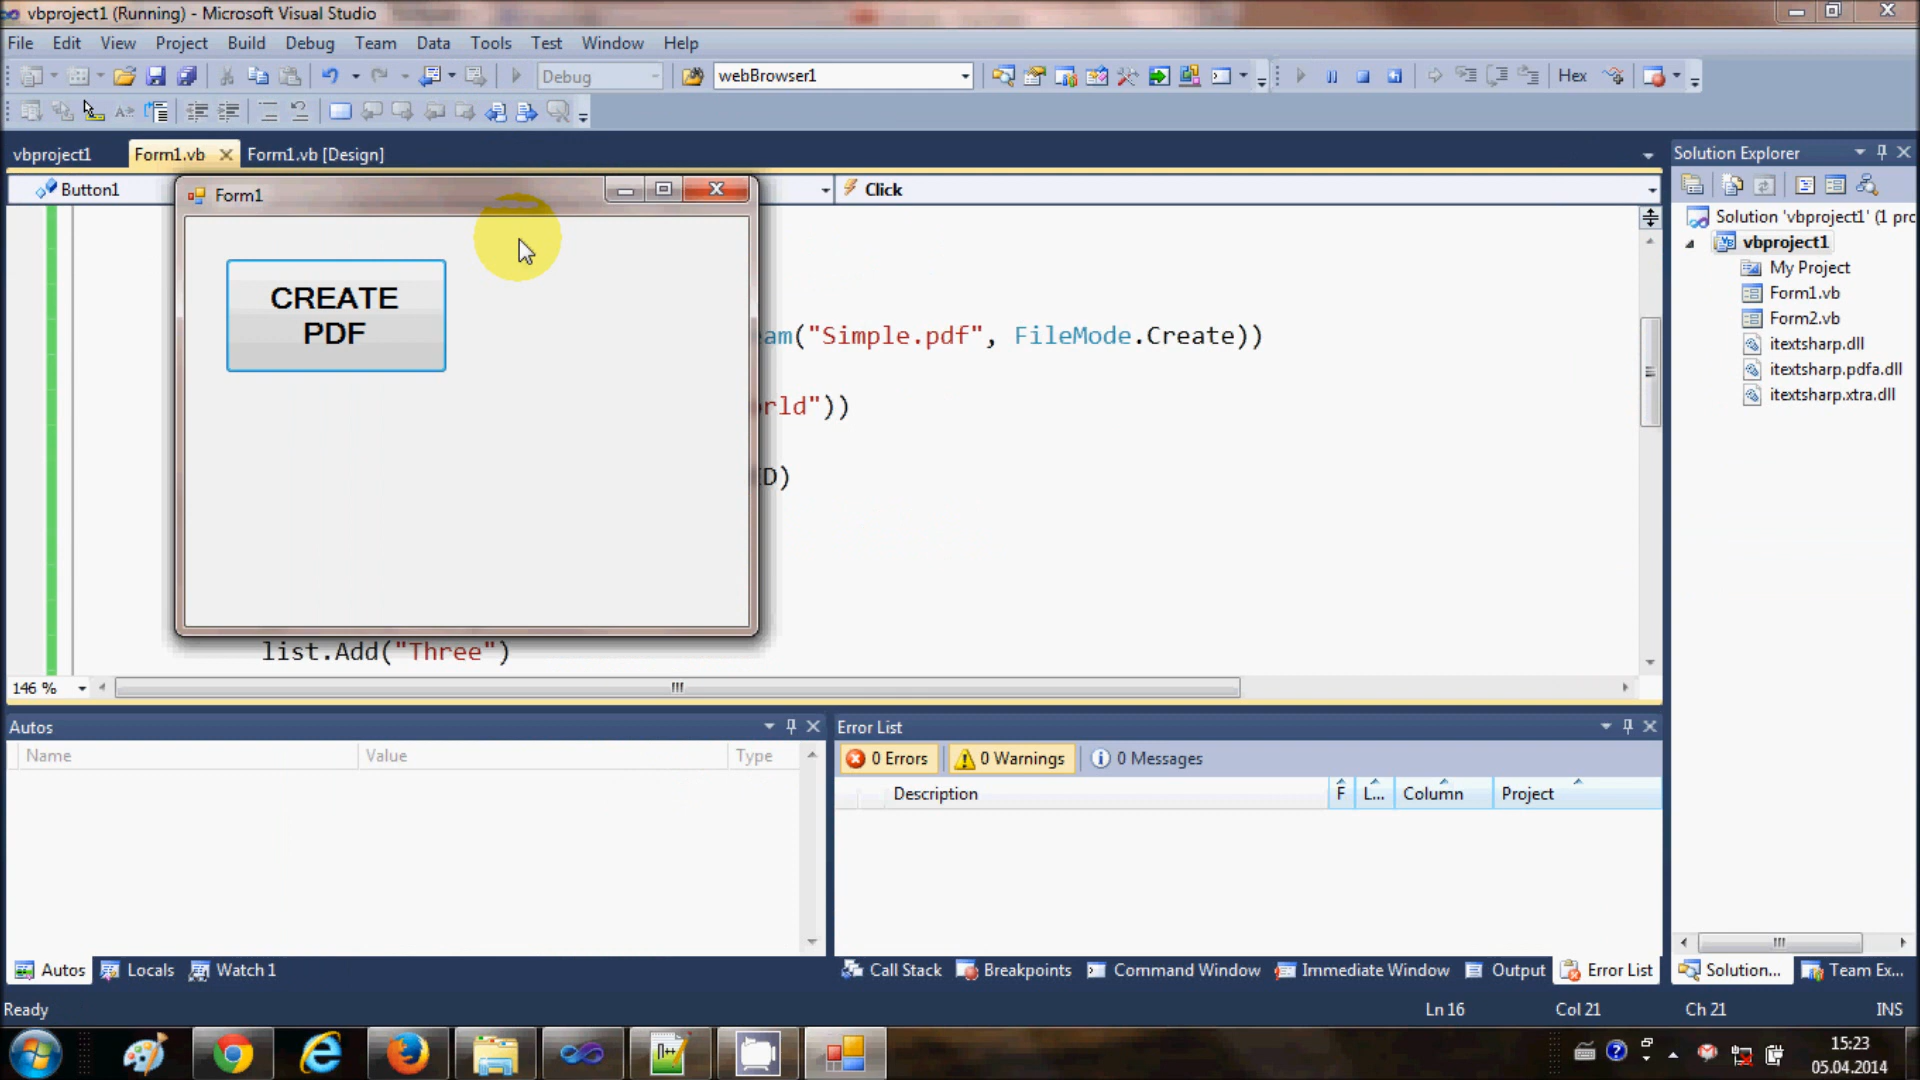 vbproject1 (Running) - Microsoft Visual Studio
File Edit View Project Build Debug Team Data Tools Test Window Help
Debug webBrowser1 Hex
vbproject1 Form1.vb Form1.vb [Design]
Button1 Click
Form1
CREATE
PDF
am("Simple.pdf", FileMode.Create))
rld"))
D)
list.Add("Three")
146 %
Solution Explorer
Solution 'vbproject1' (1 pro
vbproject1
My Project
Form1.vb
Form2.vb
itextsharp.dll
itextsharp.pdfa.dll
itextsharp.xtra.dll
Autos
Name Value Type
Error List
0 Errors 0 Warnings 0 Messages
Description F L... Column Project
Autos Locals Watch 1
Call Stack Breakpoints Command Window Immediate Window Output Error List
Solution... Team Ex...
Ready Ln 16 Col 21 Ch 21 INS
15:23
05.04.2014